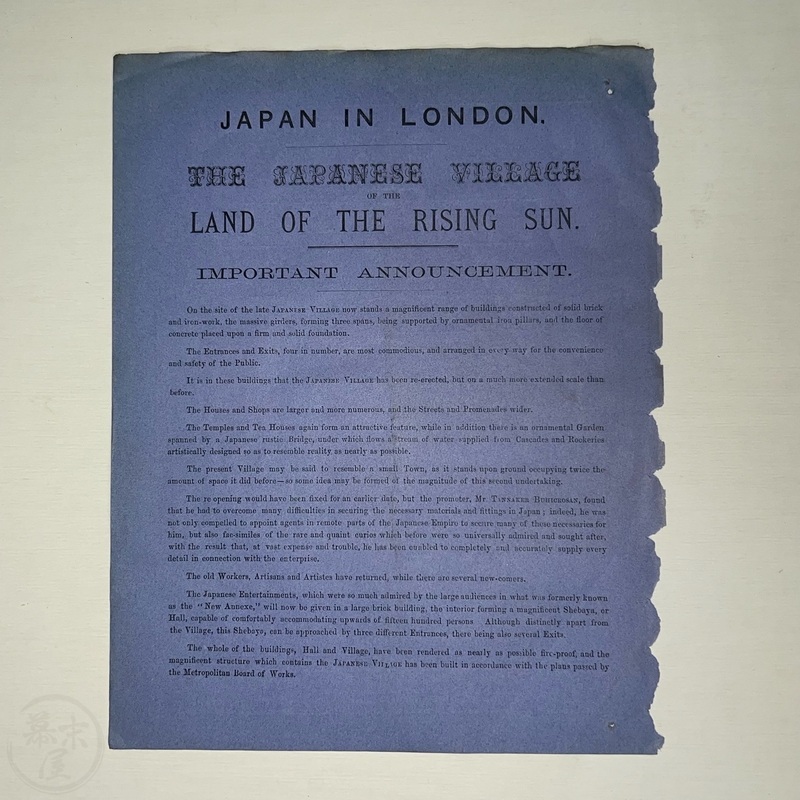 JAPAN IN LONDON.
THE JAPANESE VILLAGE
OF THE
LAND OF THE RISING SUN.
IMPORTANT ANNOUNCEMENT.
On the site of the late JAPANESE VILLAGE now stands a magnificent range of buildings constructed of solid brick
and iron-work, the massive girders, forming three spans, being supported by ornamental iron pillars, and the floor of
concrete placed upon a firm and solid foundation.
The Entrances and Exits, four in number, are most commodious, and arranged in every way for the convenience
and safety of the Public.
It is in these buildings that the JAPANESE VILLAGE has been re-erected, but on a much more extended scale than
before.
The Houses and Shops are larger and more numerous, and the Streets and Promenades wider.
The Temples and Tea Houses again form an attractive feature, while in addition there is an ornamental Garden
spanned by a Japanese rustic Bridge, under which flows a stream of water supplied from Cascades and Rockeries
artistically designed so as to resemble reality as nearly as possible.
The present Village may be said to resemble a small Town, as it stands upon ground occupying twice the
amount of space it did before—so some idea may be formed of the magnitude of this second undertaking.
The re opening would have been fixed for an earlier date, but the promoter, MR TANNAKER BUHICROSAN, found
that he had to overcome many difficulties in securing the necessary materials and fittings in Japan; indeed, he was
not only compelled to appoint agents in remote parts of the Japanese Empire to secure many of those necessaries for
him, but also fac-similes of the rare and quaint curios which before were so universally admired and sought after,
with the result that, at vast expense and trouble, he has been enabled to completely and accurately supply every
detail in connection with the enterprise.
The old Workers, Artisans and Artistes have returned, while there are several new-comers.
The Japanese Entertainments, which were so much admired by the large audiences in what was formerly known
as the "New Annexe," will now be given in a large brick building, the interior forming a magnificent Shebaya, or
Hall, capable of comfortably accommodating upwards of fifteen hundred persons Although distinctly apart from
the Village, this Shebaya, can be approached by three different Entrances, there being also several Exits.
The whole of the buildings, Hall and Village, have been rendered as nearly as possible fire-proof, and the
magnificent structure which contains the JAPANESE VILLAGE has been built in accordance with the plans passed by
the Metropolitan Board of Works.
幕末
屋